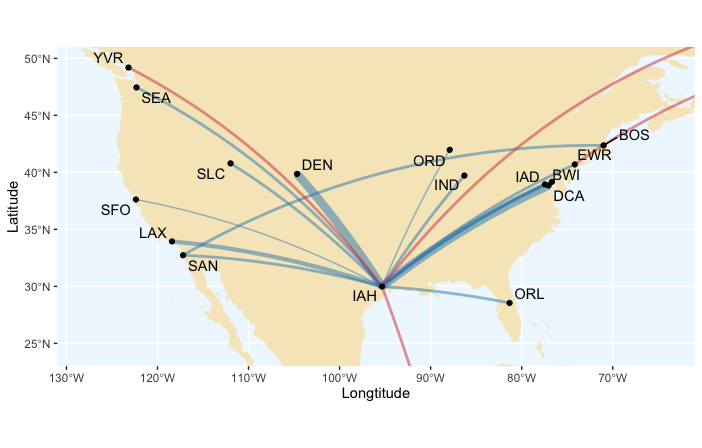 50°N
45°N
40°N
35°N
30°N
25°N
Latitude
YVR
SEA
SLC
DEN
ORD
IND
BOS
EWR
IAD
BWI
DCA
SFO
LAX
SAN
IAH
ORL
130°W
120°W
110°W
100°W
90°W
80°W
70°W
Longtitude